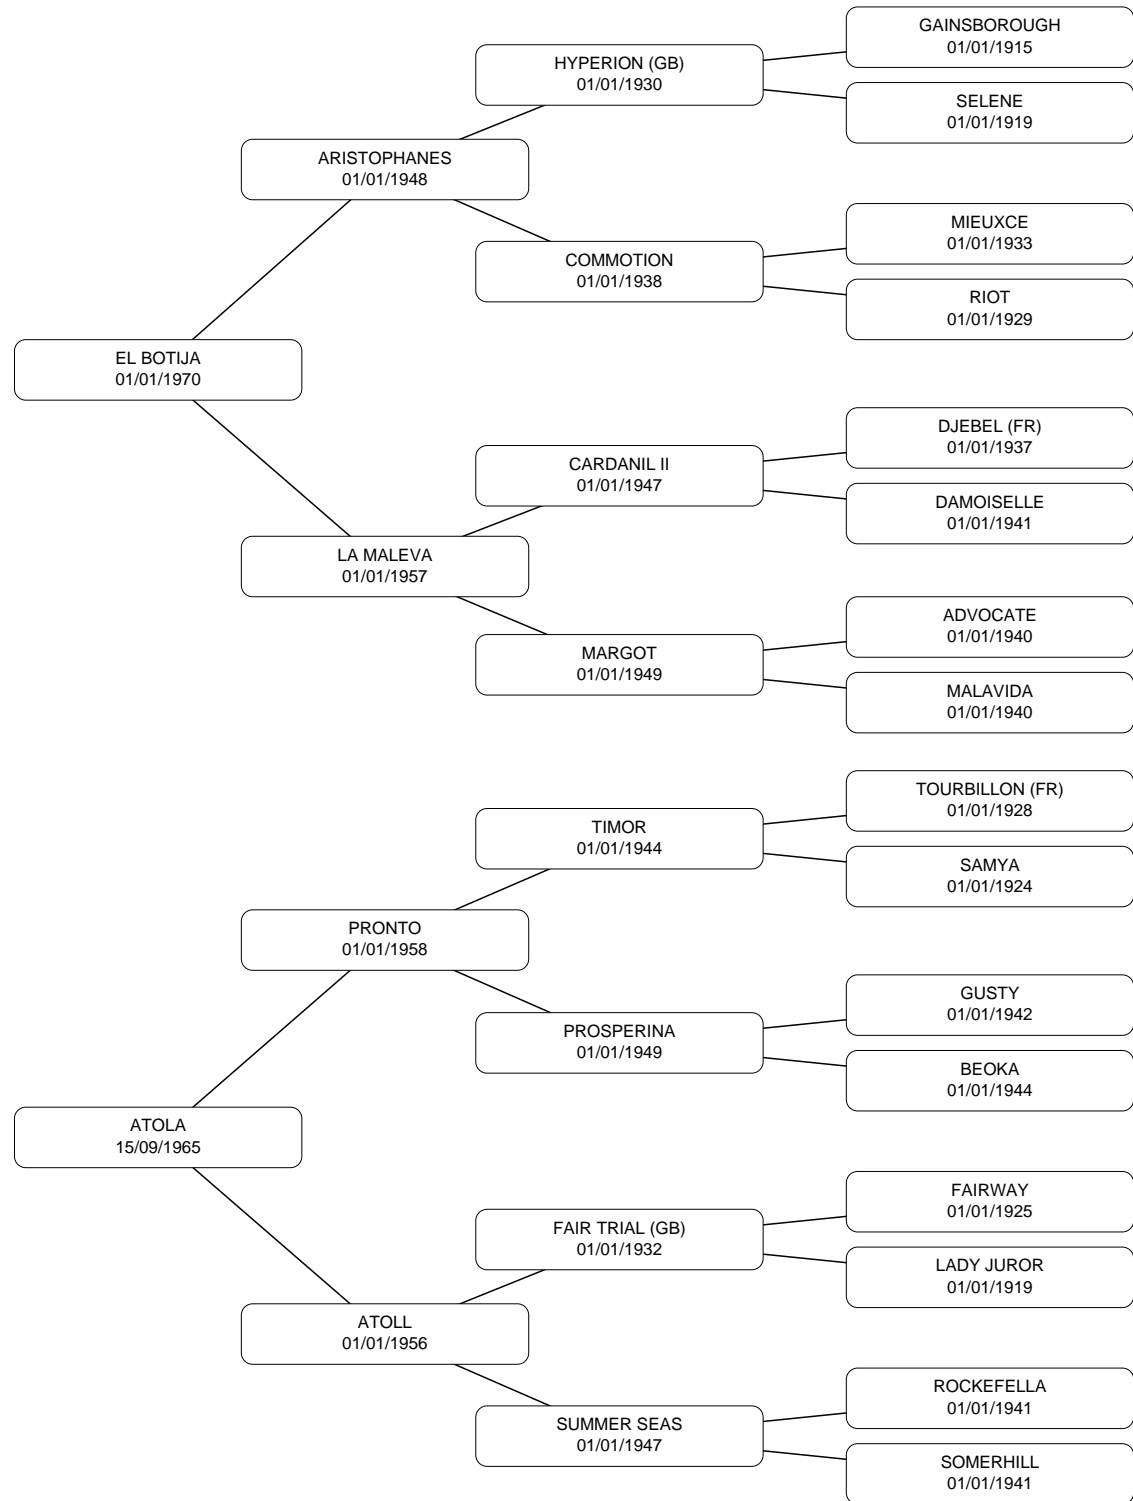 GAINSBOROUGH
01/01/1915
HYPERION (GB)
01/01/1930
SELENE
01/01/1919
ARISTOPHANES
01/01/1948
MIEUXCE
01/01/1933
COMMOTION
01/01/1938
RIOT
01/01/1929
EL BOTIJA
01/01/1970
DJEBEL (FR)
01/01/1937
CARDANIL II
01/01/1947
DAMOISELLE
01/01/1941
LA MALEVA
01/01/1957
ADVOCATE
01/01/1940
MARGOT
01/01/1949
MALAVIDA
01/01/1940
TOURBILLON (FR)
01/01/1928
TIMOR
01/01/1944
SAMYA
01/01/1924
PRONTO
01/01/1958
GUSTY
01/01/1942
PROSPERINA
01/01/1949
BEOKA
01/01/1944
ATOLA
15/09/1965
FAIRWAY
01/01/1925
FAIR TRIAL (GB)
01/01/1932
LADY JUROR
01/01/1919
ATOLL
01/01/1956
ROCKEFELLA
01/01/1941
SUMMER SEAS
01/01/1947
SOMERHILL
01/01/1941